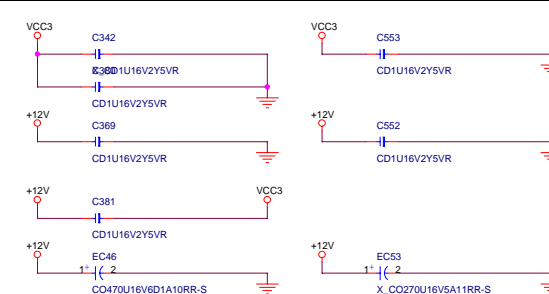 VCC3
C342
CD1U16V2Y5VR
CD1U16V2Y5VR
+12V
C369
CD1U16V2Y5VR
+12V
C381
VCC3
CD1U16V2Y5VR
+12V
EC46
1 + 2
CO470U16V6D1A10RR-S
VCC3
C553
CD1U16V2Y5VR
+12V
C552
CD1U16V2Y5VR
+12V
EC53
1 + 2
X_CO270U16V5A11RR-S